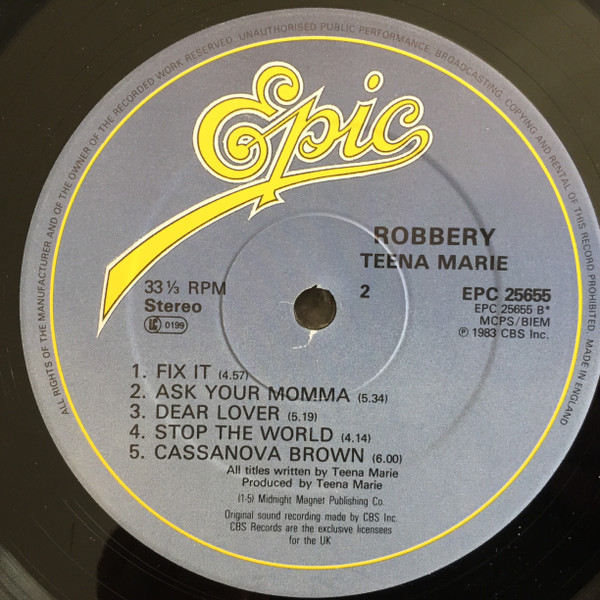 ALL RIGHTS OF THE MANUFACTURER AND OF THE OWNER OF THE RECORDED WORK RESERVED. UNAUTHORISED PUBLIC PERFORMANCE, BROADCASTING, COPYING AND RENTAL OF THIS RECORD PROHIBITED. MADE IN ENGLAND
Epic
ROBBERY
TEENA MARIE
33 1/3 RPM
Stereo
LC 0199
2
EPC 25655
EPC 25655 B*
MCPS/BIEM
℗ 1983 CBS Inc.
1. FIX IT (4.57)
2. ASK YOUR MOMMA (5.34)
3. DEAR LOVER (5.19)
4. STOP THE WORLD (4.14)
5. CASSANOVA BROWN (6.00)
All titles written by Teena Marie
Produced by Teena Marie
(1-5) Midnight Magnet Publishing Co.
Original sound recording made by CBS Inc.
CBS Records are the exclusive licensees
for the UK